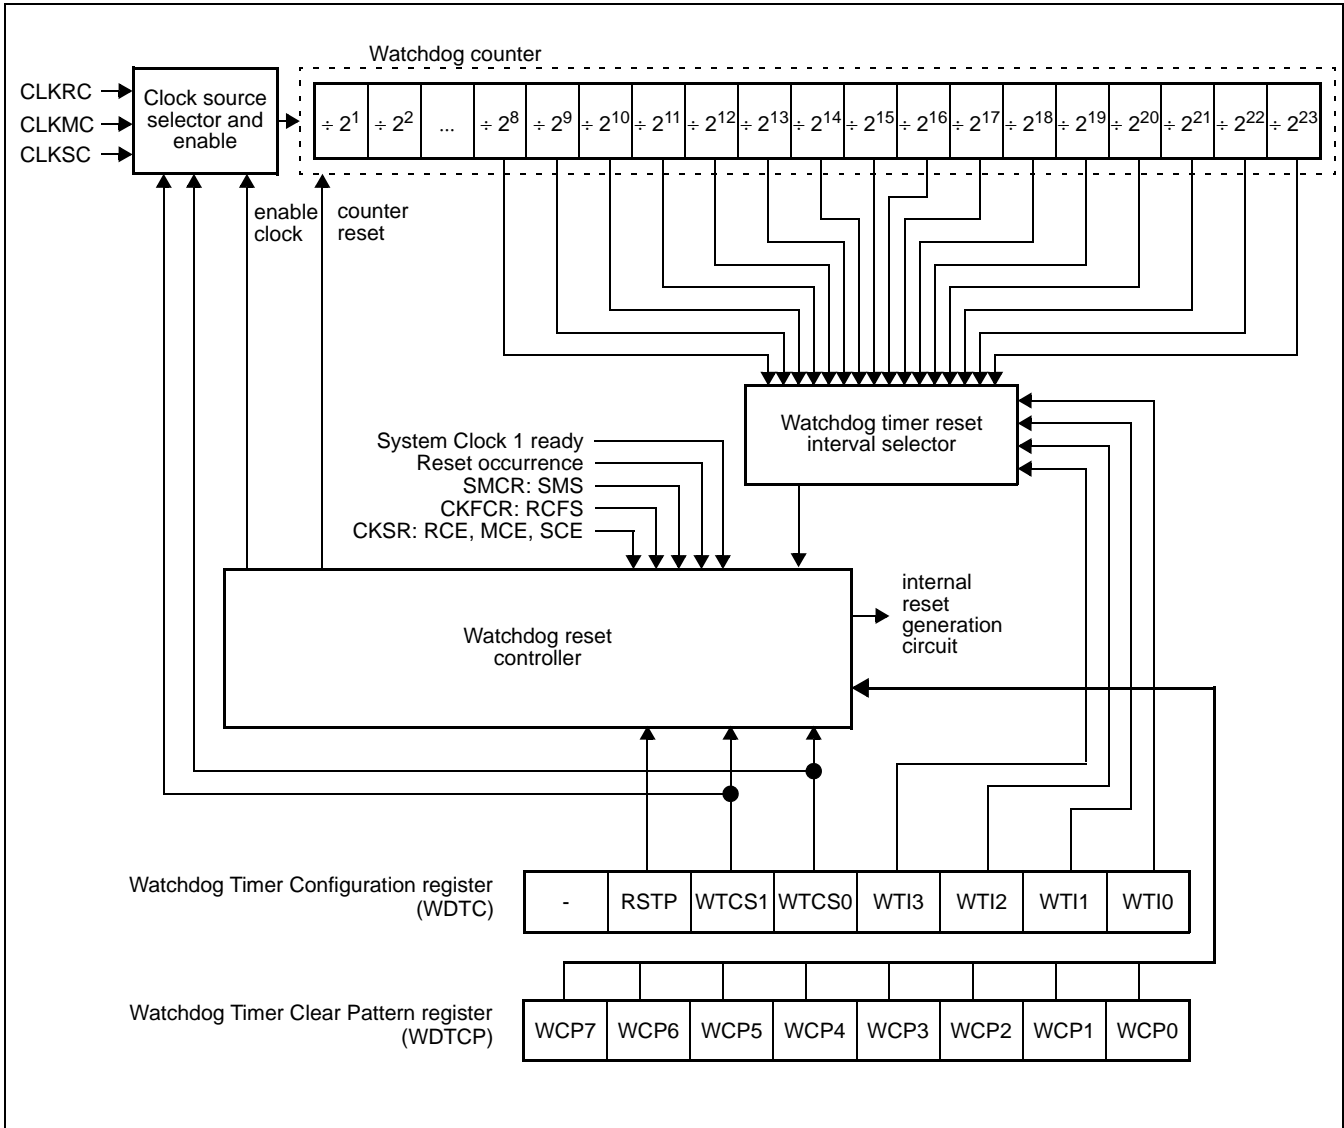 Watchdog counter
CLKRC
CLKMC
CLKSC
Clock source
selector and
enable
÷ 2¹ ÷ 2² ... ÷ 2⁸ ÷ 2⁹ ÷ 2¹⁰ ÷ 2¹¹ ÷ 2¹² ÷ 2¹³ ÷ 2¹⁴ ÷ 2¹⁵ ÷ 2¹⁶ ÷ 2¹⁷ ÷ 2¹⁸ ÷ 2¹⁹ ÷ 2²⁰ ÷ 2²¹ ÷ 2²² ÷ 2²³
enable
clock
counter
reset
Watchdog timer reset
interval selector
System Clock 1 ready
Reset occurrence
SMCR: SMS
CKFCR: RCFS
CKSR: RCE, MCE, SCE
Watchdog reset
controller
internal
reset
generation
circuit
Watchdog Timer Configuration register
(WDTC)
- RSTP WTCS1 WTCS0 WTI3 WTI2 WTI1 WTI0
Watchdog Timer Clear Pattern register
(WDTCP)
WCP7 WCP6 WCP5 WCP4 WCP3 WCP2 WCP1 WCP0